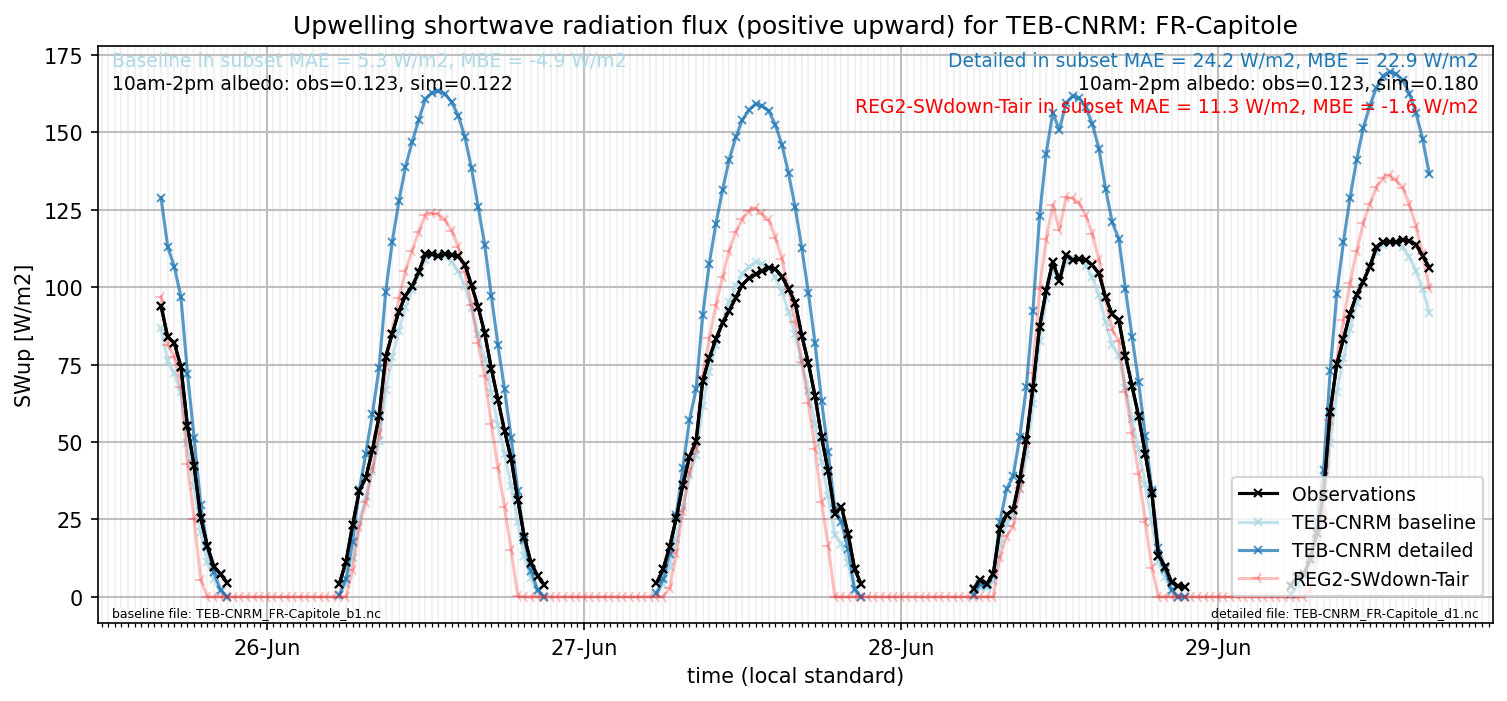 Upwelling shortwave radiation flux (positive upward) for TEB-CNRM: FR-Capitole
Baseline in subset MAE = 5.3 W/m2, MBE = -4.9 W/m2
10am-2pm albedo: obs=0.123, sim=0.122
Detailed in subset MAE = 24.2 W/m2, MBE = 22.9 W/m2
10am-2pm albedo: obs=0.123, sim=0.180
REG2-SWdown-Tair in subset MAE = 11.3 W/m2, MBE = -1.6 W/m2
SWup [W/m2]
175
150
125
100
75
50
25
0
Observations
TEB-CNRM baseline
TEB-CNRM detailed
REG2-SWdown-Tair
baseline file: TEB-CNRM_FR-Capitole_b1.nc
detailed file: TEB-CNRM_FR-Capitole_d1.nc
26-Jun
27-Jun
28-Jun
29-Jun
time (local standard)